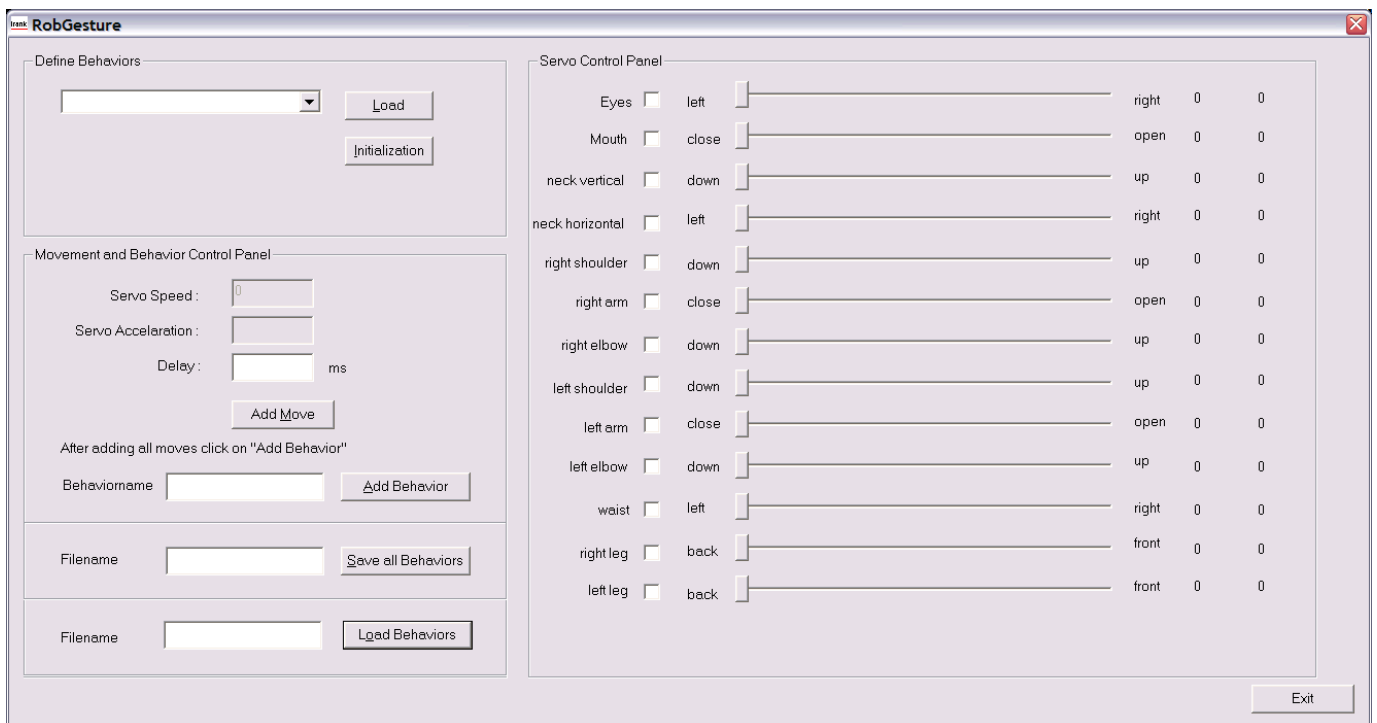 irank RobGesture
Define Behaviors
Load
Initialization
Movement and Behavior Control Panel
Servo Speed : 0
Servo Accelaration :
Delay : ms
Add Move
After adding all moves click on "Add Behavior"
Behaviorname Add Behavior
Filename Save all Behaviors
Filename Load Behaviors
Servo Control Panel
Eyes left right 0 0
Mouth close open 0 0
neck vertical down up 0 0
neck horizontal left right 0 0
right shoulder down up 0 0
right arm close open 0 0
right elbow down up 0 0
left shoulder down up 0 0
left arm close open 0 0
left elbow down up 0 0
waist left right 0 0
right leg back front 0 0
left leg back front 0 0
Exit